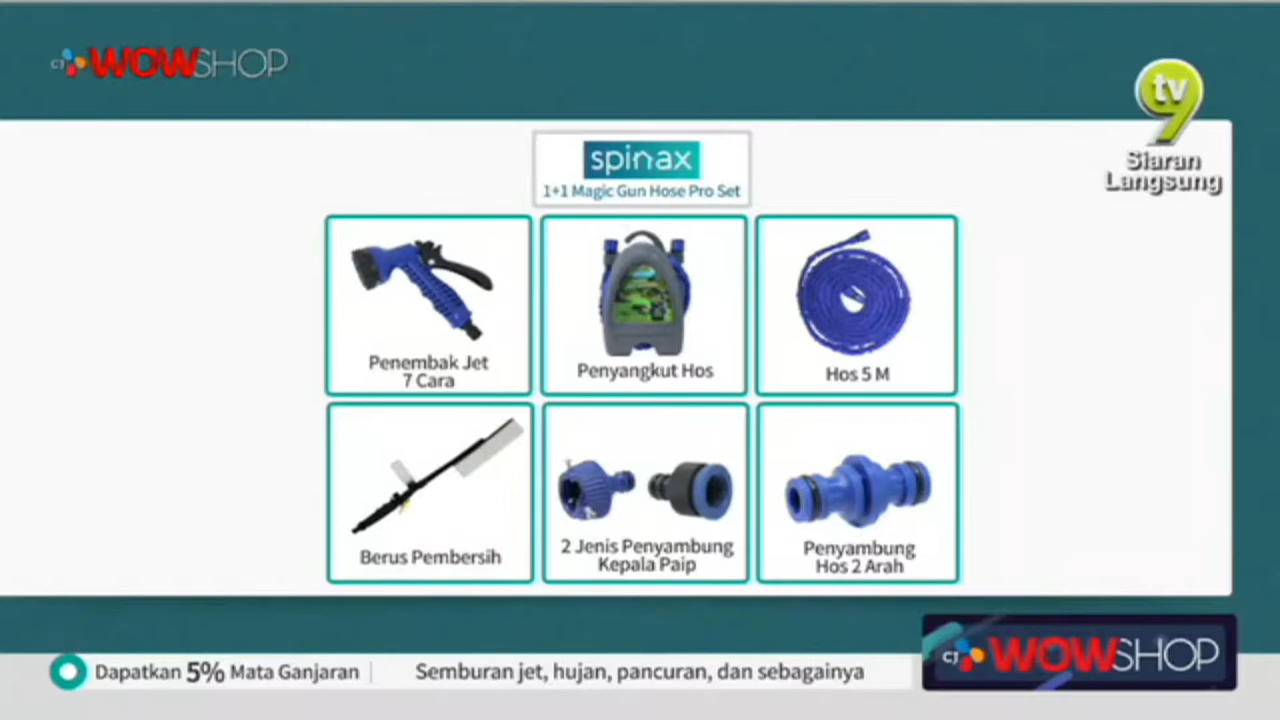 CJ WOWSHOP
tv9
Siaran
Langsung
spinax
1+1 Magic Gun Hose Pro Set
Penembak Jet
7 Cara
Penyangkut Hos
Hos 5 M
Berus Pembersih
2 Jenis Penyambung
Kepala Paip
Penyambung
Hos 2 Arah
Dapatkan 5% Mata Ganjaran
Semburan jet, hujan, pancuran, dan sebagainya
CJ WOWSHOP